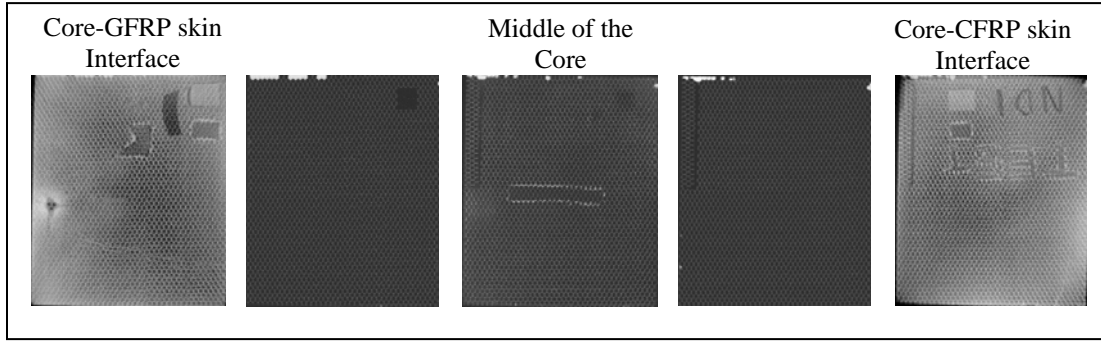 Core-GFRP skin
Interface
Middle of the
Core
Core-CFRP skin
Interface